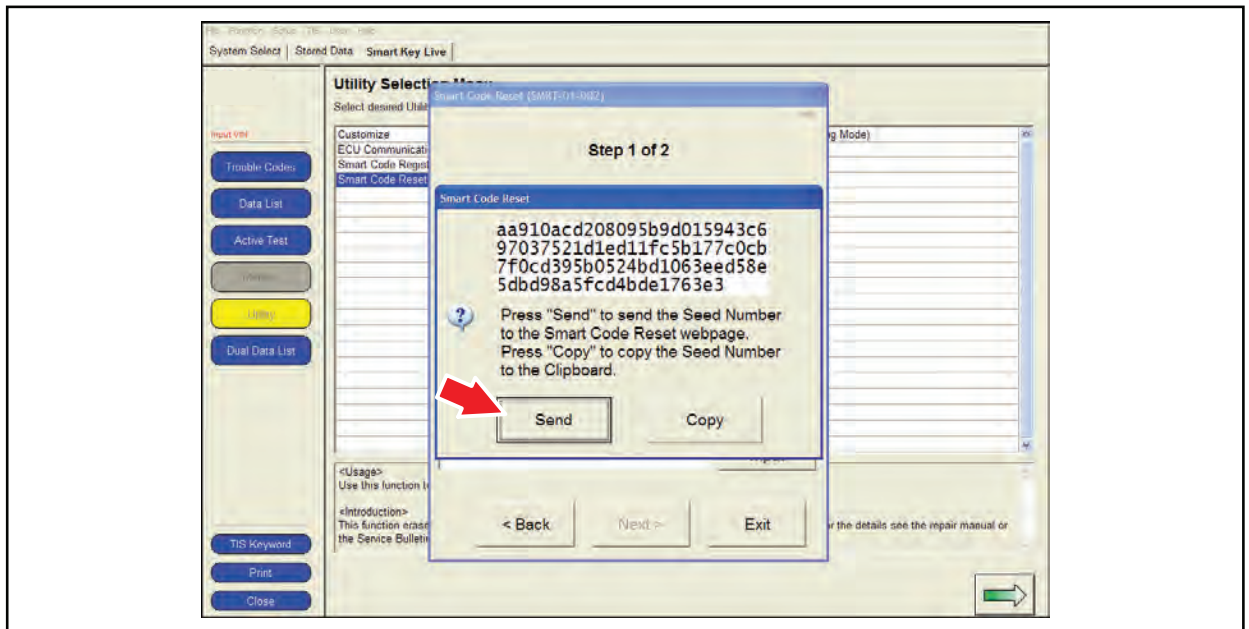 System Select | Stored Data Smart Key Live
Utility Selecti
Select desired Utili
Smart Code Reset (SMRT-01-002)
Input VIN
Trouble Codes
Data List
Active Test
Utility
Dual Data List
TIS Keyword
Print
Close
Customize
ECU Communicati
Smart Code Regist
Smart Code Reset
g Mode)
Step 1 of 2
Smart Code Reset
aa910acd208095b9d015943c6
97037521d1ed11fc5b177c0cb
7f0cd395b0524bd1063eed58e
5dbd98a5fcd4bde1763e3
Press "Send" to send the Seed Number
to the Smart Code Reset webpage.
Press "Copy" to copy the Seed Number
to the Clipboard.
Send Copy
< Back Next > Exit
<Usage>
Use this function t
<Introduction>
This function erase
r the details see the repair manual or
the Service Bulletin